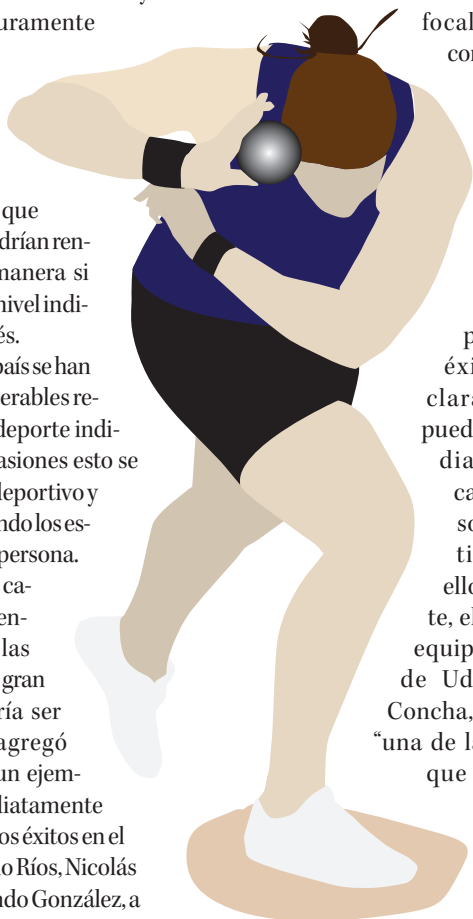 uramente
que
drían ren-
manera si
nivel indi-
és.
país se han
erables re-
deporte indi-
asiones esto se
deportivo y
ndo los es-
persona.
ca-
en-
las
gran
ría ser
agregó
un ejem-
diatamente
os éxitos en el
o Ríos, Nicolás
ndo González, a
focal
con
p
éxi
clara
pued
dia
ca
so
ti
ello
te, el
equip
de Ud
Concha,
“una de la
que